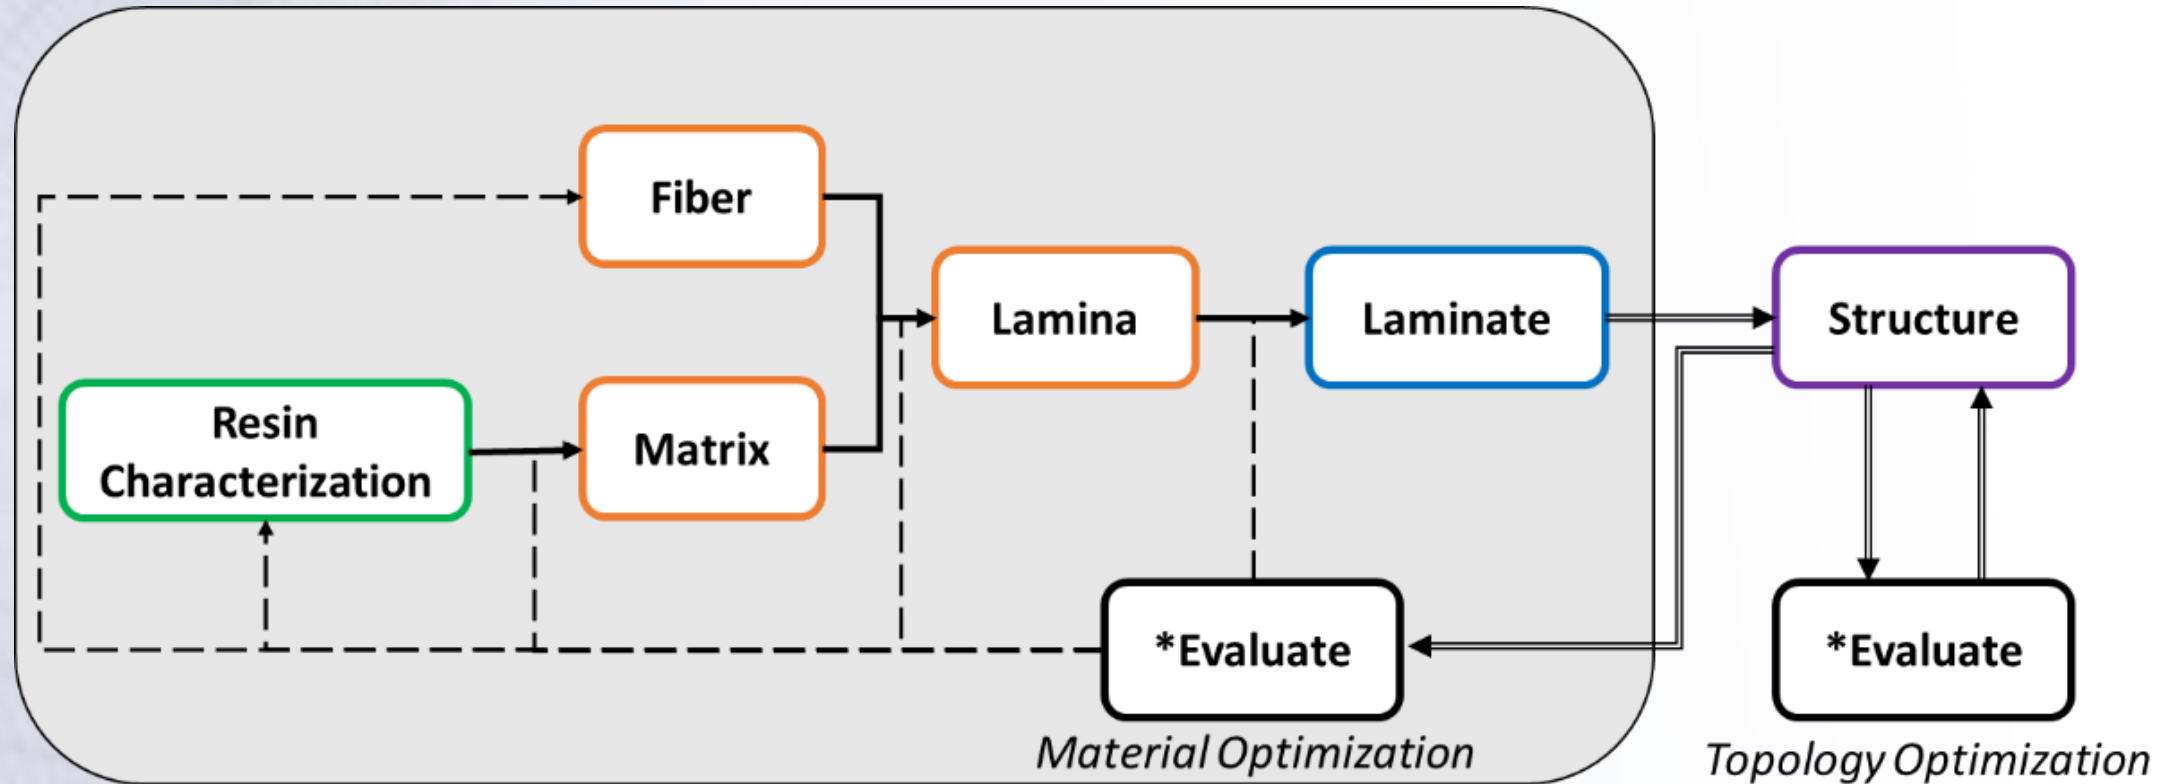 Fiber
Lamina
Laminate
Structure
Resin
Characterization
Matrix
*Evaluate
*Evaluate
Material Optimization
Topology Optimization